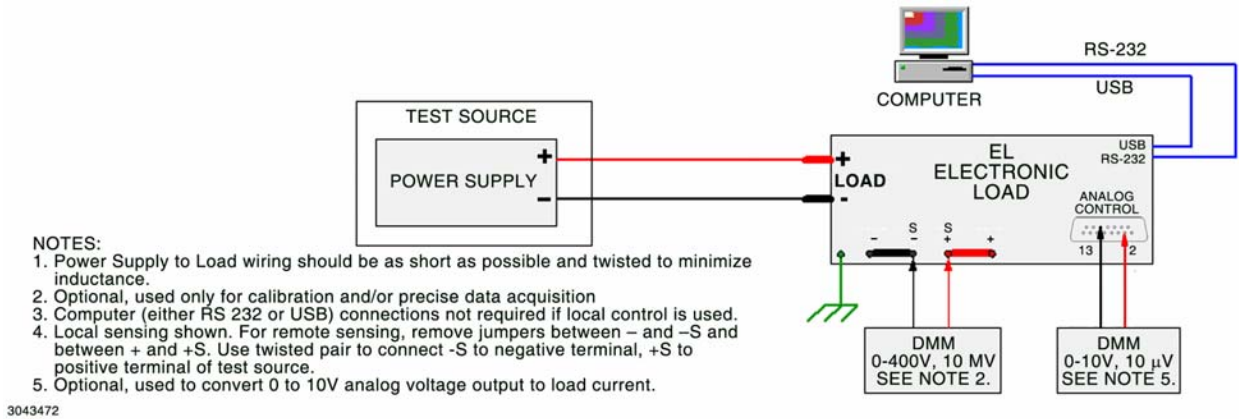 RS-232
USB
COMPUTER
TEST SOURCE
POWER SUPPLY
+
−
+
LOAD
-
EL
ELECTRONIC
LOAD
USB
RS-232
ANALOG
CONTROL
13 2
S S
− − + +
DMM
0-400V, 10 MV
SEE NOTE 2.
DMM
0-10V, 10 µV
SEE NOTE 5.
NOTES:
1. Power Supply to Load wiring should be as short as possible and twisted to minimize
inductance.
2. Optional, used only for calibration and/or precise data acquisition
3. Computer (either RS 232 or USB) connections not required if local control is used.
4. Local sensing shown. For remote sensing, remove jumpers between – and –S and
between + and +S. Use twisted pair to connect -S to negative terminal, +S to
positive terminal of test source.
5. Optional, used to convert 0 to 10V analog voltage output to load current.
3043472